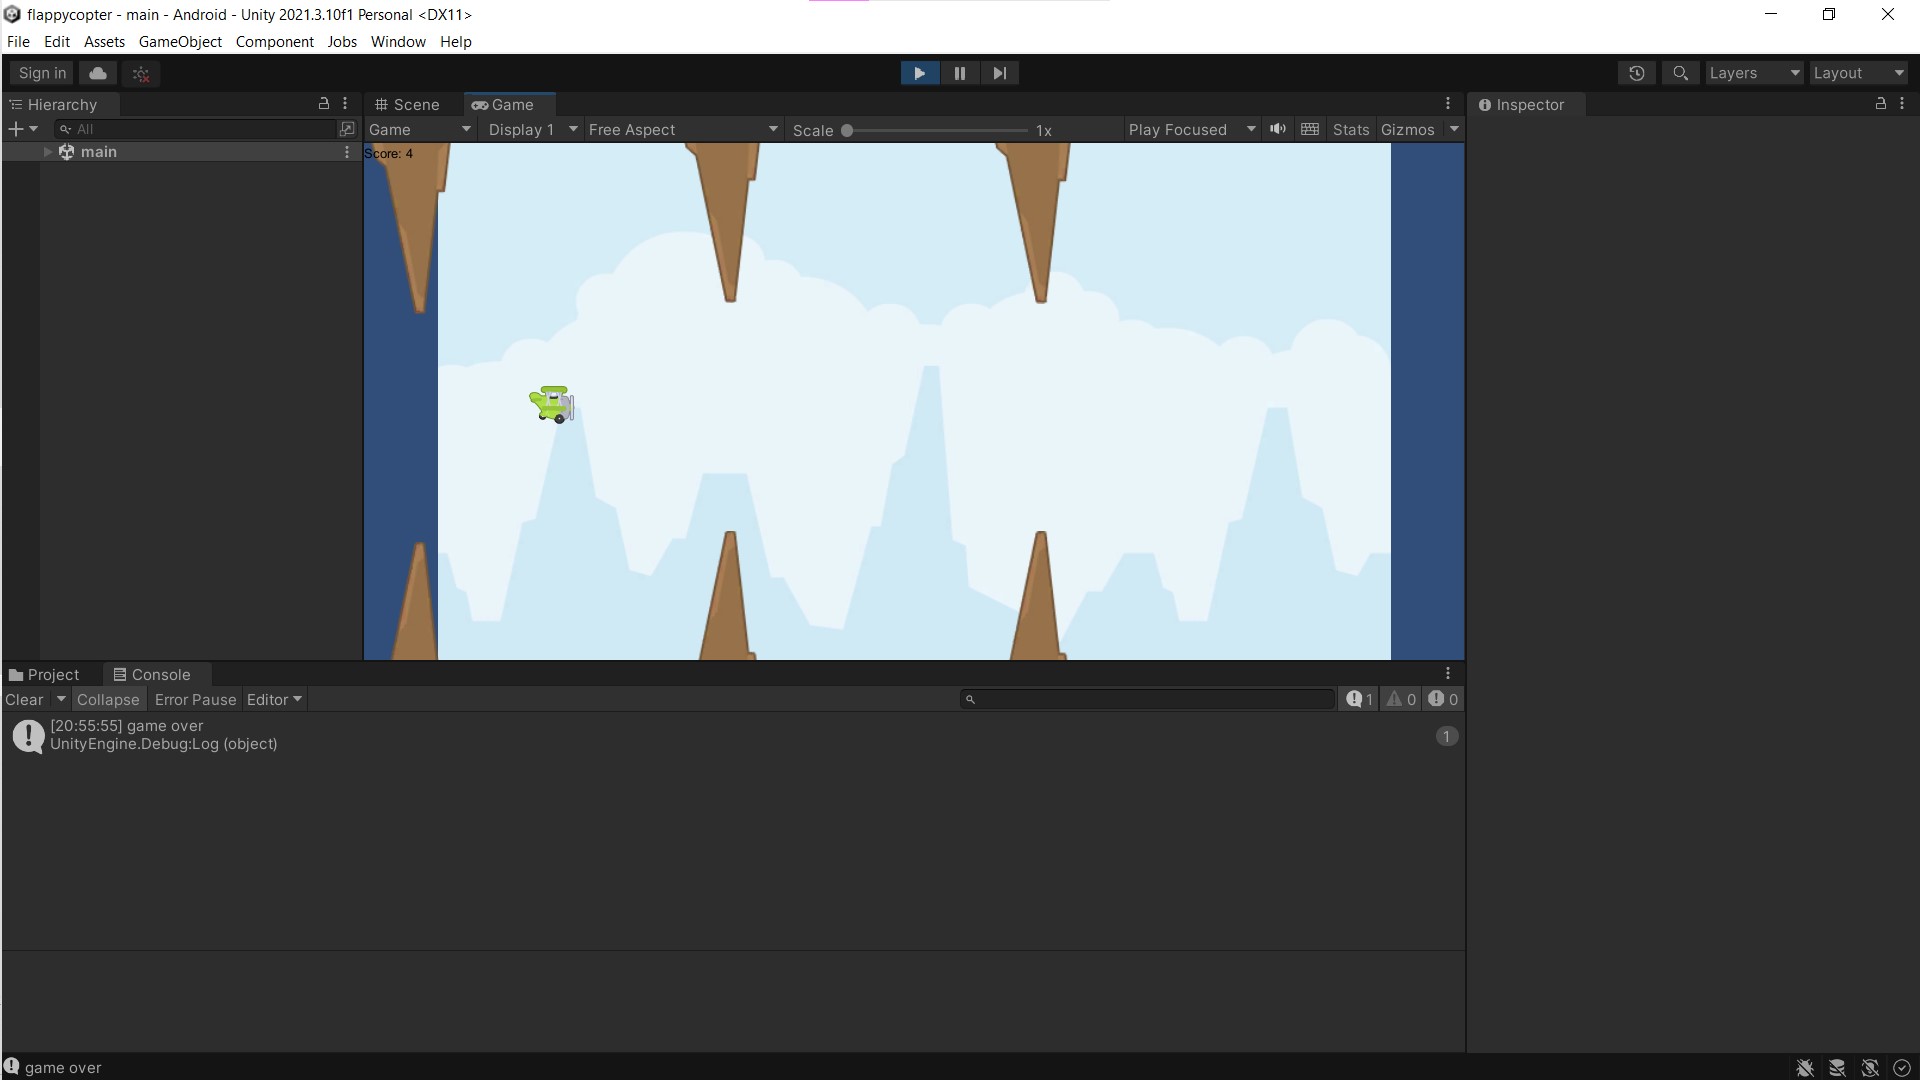 flappycopter - main - Android - Unity 2021.3.10f1 Personal <DX11>
File Edit Assets GameObject Component Jobs Window Help
Sign in
Layers
Layout
Hierarchy
Scene
Game
Inspector
All
Game
Display 1
Free Aspect
Scale
1x
Play Focused
Stats
Gizmos
main
Score: 4
Project
Console
Clear
Collapse
Error Pause
Editor
1
0
0
[20:55:55] game over
UnityEngine.Debug:Log (object)
1
game over